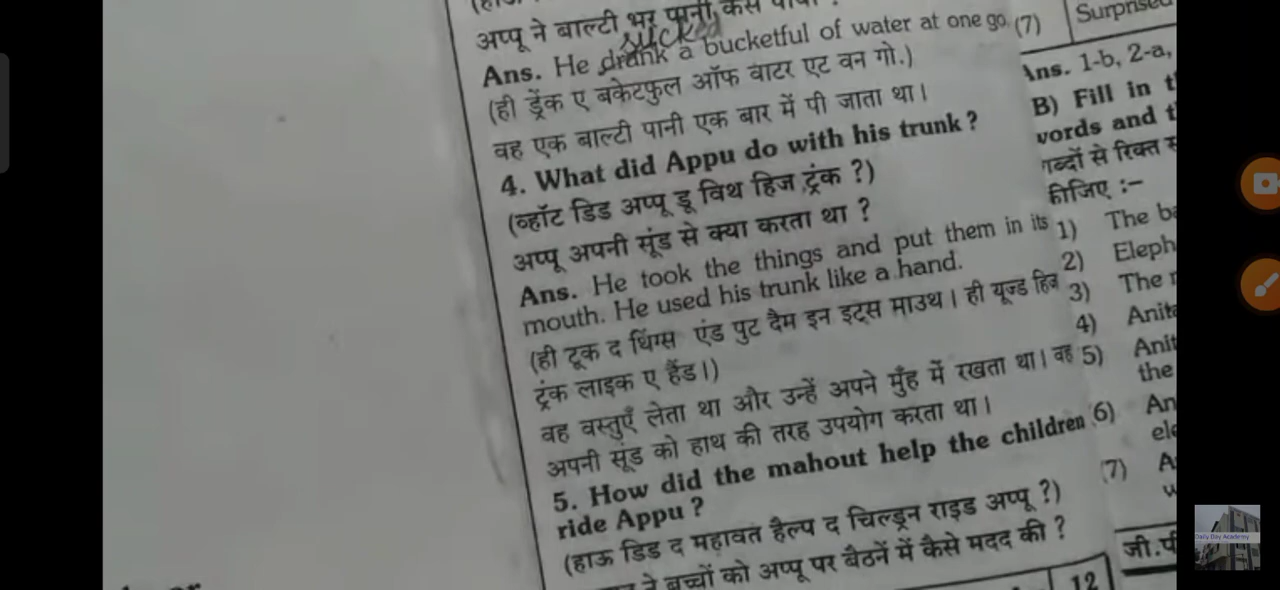 अप्पू ने बाल्टी भर पानी कैसे
sucked
Ans. He drank a bucketful of water at one go.
(ही ड्रेंक ए बकेटफुल ऑफ वाटर एट वन गो.)
वह एक बाल्टी पानी एक बार में पी जाता था।
4. What did Appu do with his trunk ?
(व्हॉट डिड अप्पू डू विथ हिज ट्रंक ?)
अप्पू अपनी सूंड से क्या करता था ?
Ans. He took the things and put them in its
mouth. He used his trunk like a hand.
(ही टूक द थिंग्स एंड पुट दैम इन इट्स माउथ। ही यूज्ड हिज
ट्रंक लाइक ए हैंड।)
वह वस्तुएँ लेता था और उन्हें अपने मुँह में रखता था। वह
अपनी सूंड को हाथ की तरह उपयोग करता था।
5. How did the mahout help the children
ride Appu ?
(हाऊ डिड द महावत हैल्प द चिल्ड्रन राइड अप्पू ?)
ने बच्चों को अप्पू पर बैठनें में कैसे मदद की ?
12
(7) Surprised
Ans. 1-b, 2-a,
B) Fill in
words and
शब्दों से रिक्त
कीजिए :–
1) The
2)
3) The
4)
5)
the
6)
(7)
जी.पी
Daily Day Academy